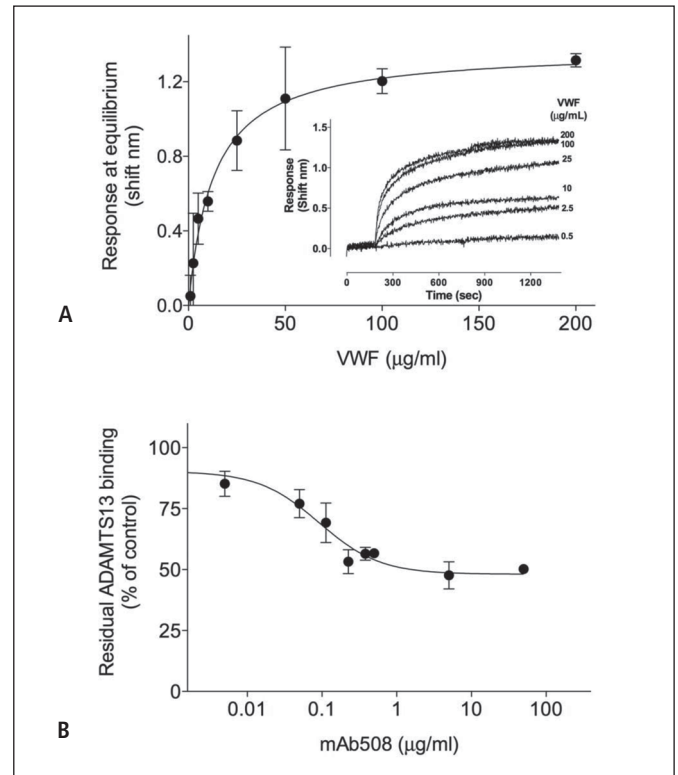 Response at equilibrium
(shift nm)
1.2
0.8
0.4
0.0
0
50
100
150
200
VWF (µg/ml)
Response
(Shift nm)
1.5
1.0
0.5
0.0
0
300
600
900
1200
Time (sec)
VWF
(µg/mL)
200
100
25
10
2.5
0.5
A
Residual ADAMTS13 binding
(% of control)
100
75
50
25
0
0.01
0.1
1
10
100
mAb508 (µg/ml)
B